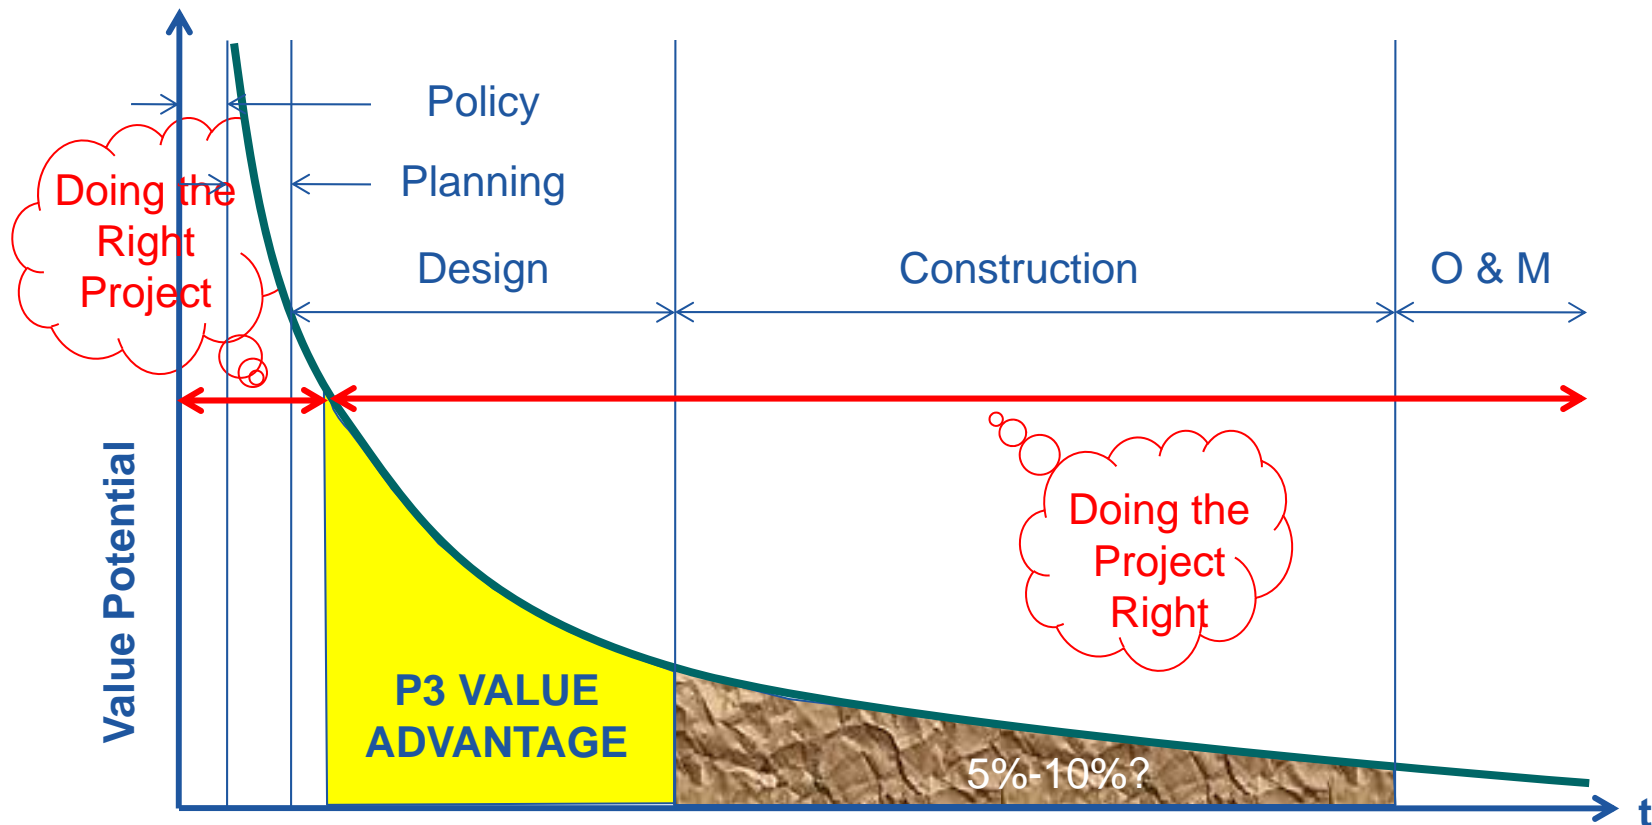 Policy
Planning
Doing the
Right
Project
Design
Construction
O & M
Value Potential
Doing the
Project
Right
P3 VALUE
ADVANTAGE
5%-10%?
t